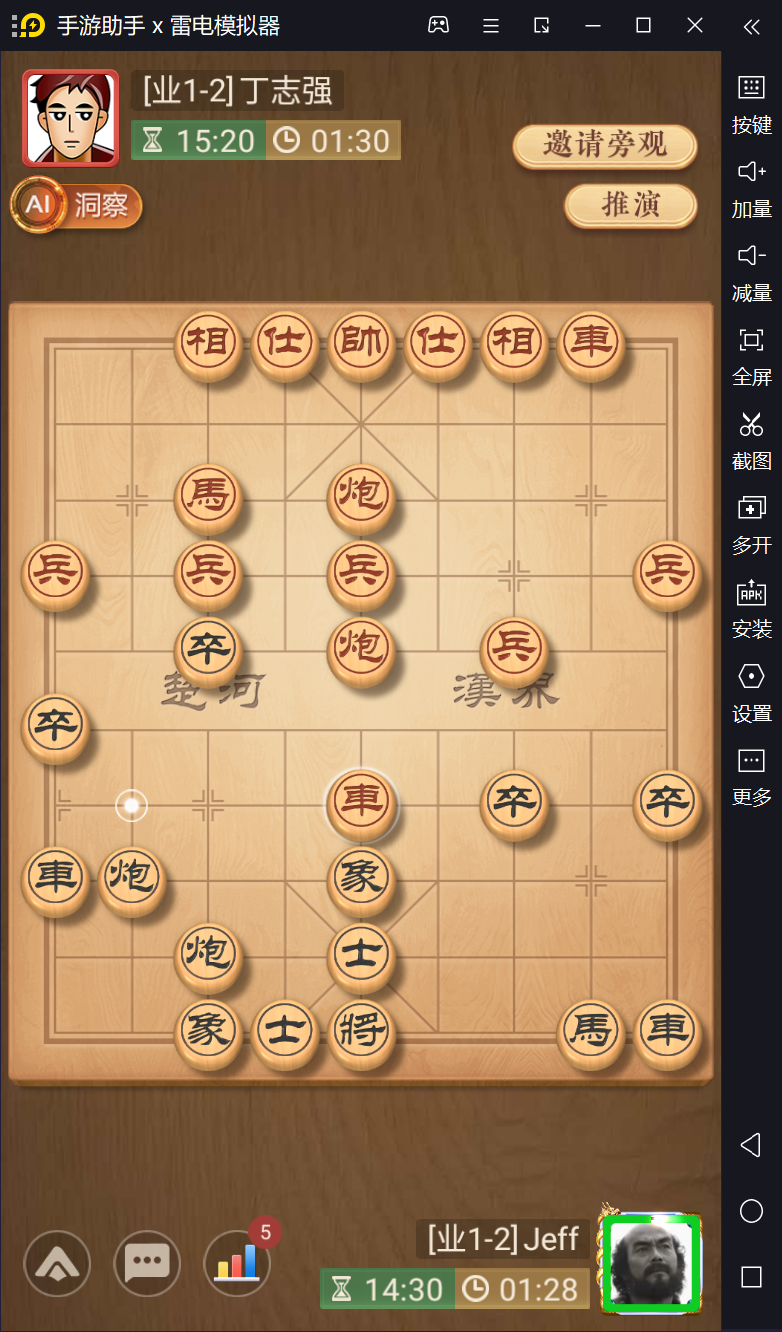 手游助手 x 雷电模拟器
[业1-2]丁志强
15:20 01:30
邀请旁观
AI 洞察
推演
相 仕 帥 仕 相 車
馬 炮
兵 兵 兵 兵
卒 炮 兵
楚河 漢界
卒
車 卒 卒
車 炮 象
炮 士
象 士 將 馬 車
5
[业1-2]Jeff
14:30 01:28
按键
加量
减量
全屏
截图
多开
APK
安装
设置
更多